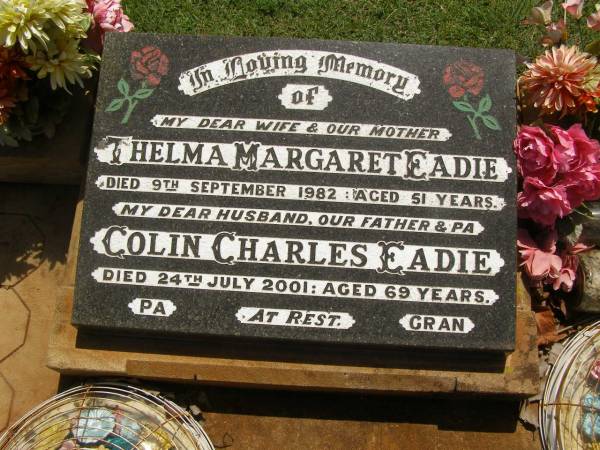 In Loving Memory
of
MY DEAR WIFE & OUR MOTHER
THELMA MARGARET EADIE
DIED 9TH SEPTEMBER 1982 : AGED 51 YEARS.
MY DEAR HUSBAND, OUR FATHER & PA
COLIN CHARLES EADIE
DIED 24TH JULY 2001: AGED 69 YEARS.
PA AT REST. GRAN